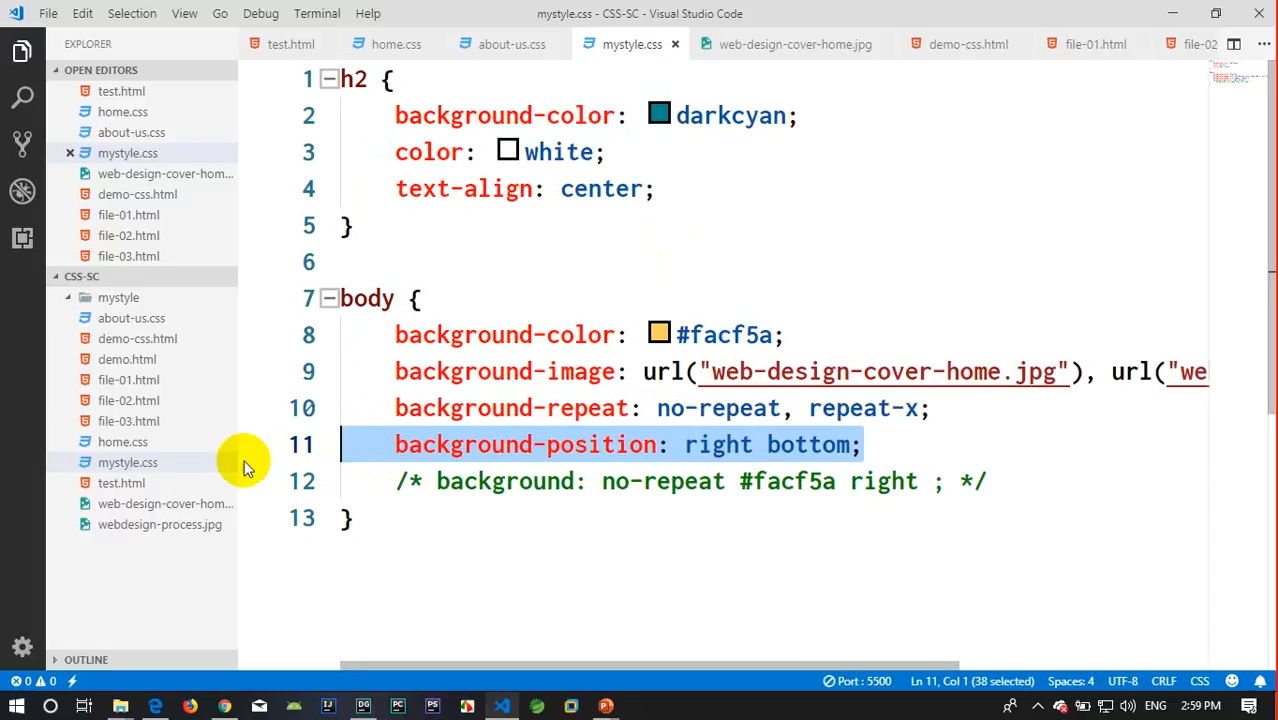 File Edit Selection View Go Debug Terminal Help
mystyle.css - CSS-SC - Visual Studio Code
EXPLORER
test.html
home.css
about-us.css
mystyle.css
web-design-cover-home.jpg
demo-css.html
file-01.html
file-02
OPEN EDITORS
test.html
home.css
about-us.css
mystyle.css
web-design-cover-hom...
demo-css.html
file-01.html
file-02.html
file-03.html
CSS-SC
mystyle
about-us.css
demo-css.html
demo.html
file-01.html
file-02.html
file-03.html
home.css
mystyle.css
test.html
web-design-cover-hom...
webdesign-process.jpg
OUTLINE
1 h2 {
2 background-color: darkcyan;
3 color: white;
4 text-align: center;
5 }
6
7 body {
8 background-color: #facf5a;
9 background-image: url("web-design-cover-home.jpg"), url("we
10 background-repeat: no-repeat, repeat-x;
11 background-position: right bottom;
12 /* background: no-repeat #facf5a right ; */
13 }
0 0 Port : 5500 Ln 11, Col 1 (38 selected) Spaces: 4 UTF-8 CRLF CSS 1
IJ DG PC PS ENG 2:59 PM